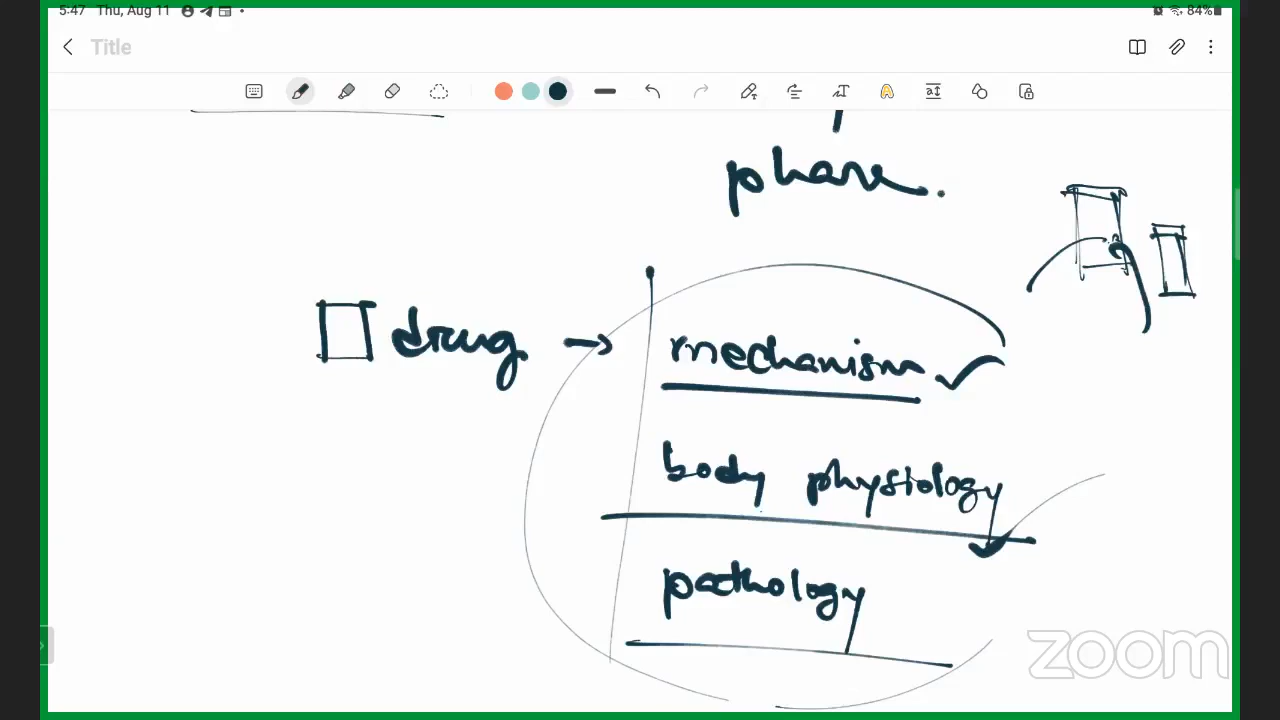 5:47 Thu, Aug 11
84%
Title
phase.
drug → mechanism ✓
body physiology
pathology
zoom